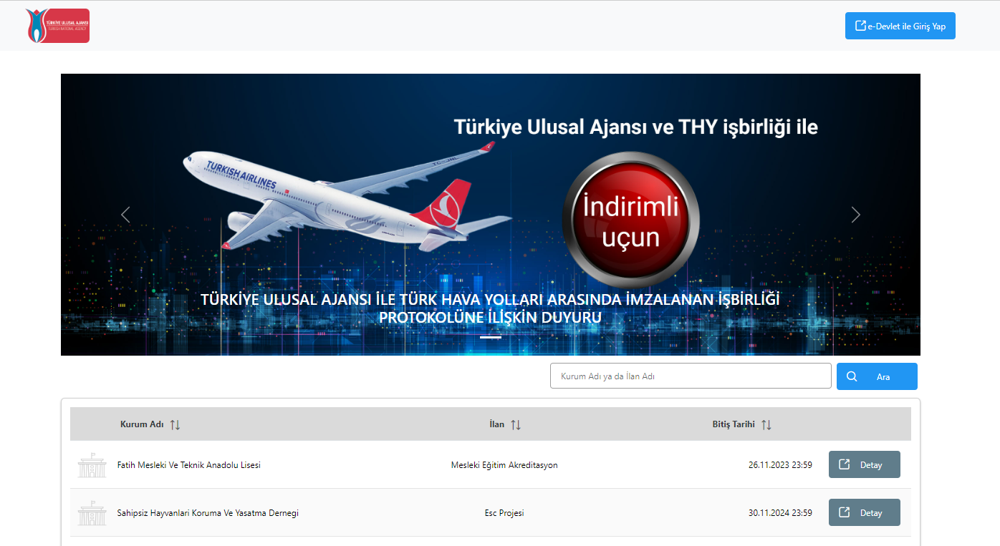 TÜRKİYE ULUSAL AJANSI
TURKISH NATIONAL AGENCY
e-Devlet ile Giriş Yap
Türkiye Ulusal Ajansı ve THY işbirliği ile
TURKISH AIRLINES
İndirimli
uçun
TÜRKİYE ULUSAL AJANSI İLE TÜRK HAVA YOLLARI ARASINDA İMZALANAN İŞBİRLİĞİ
PROTOKOLÜNE İLİŞKİN DUYURU
Kurum Adı ya da İlan Adı
Ara
Kurum Adı İlan Bitiş Tarihi
Fatih Mesleki Ve Teknik Anadolu Lisesi Mesleki Eğitim Akreditasyon 26.11.2023 23:59 Detay
Sahipsiz Hayvanlari Koruma Ve Yasatma Dernegi Esc Projesi 30.11.2024 23:59 Detay